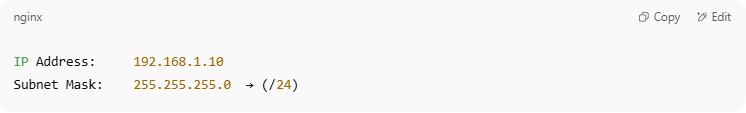 nginx
Copy Edit
IP Address: 192.168.1.10
Subnet Mask: 255.255.255.0 → (/24)